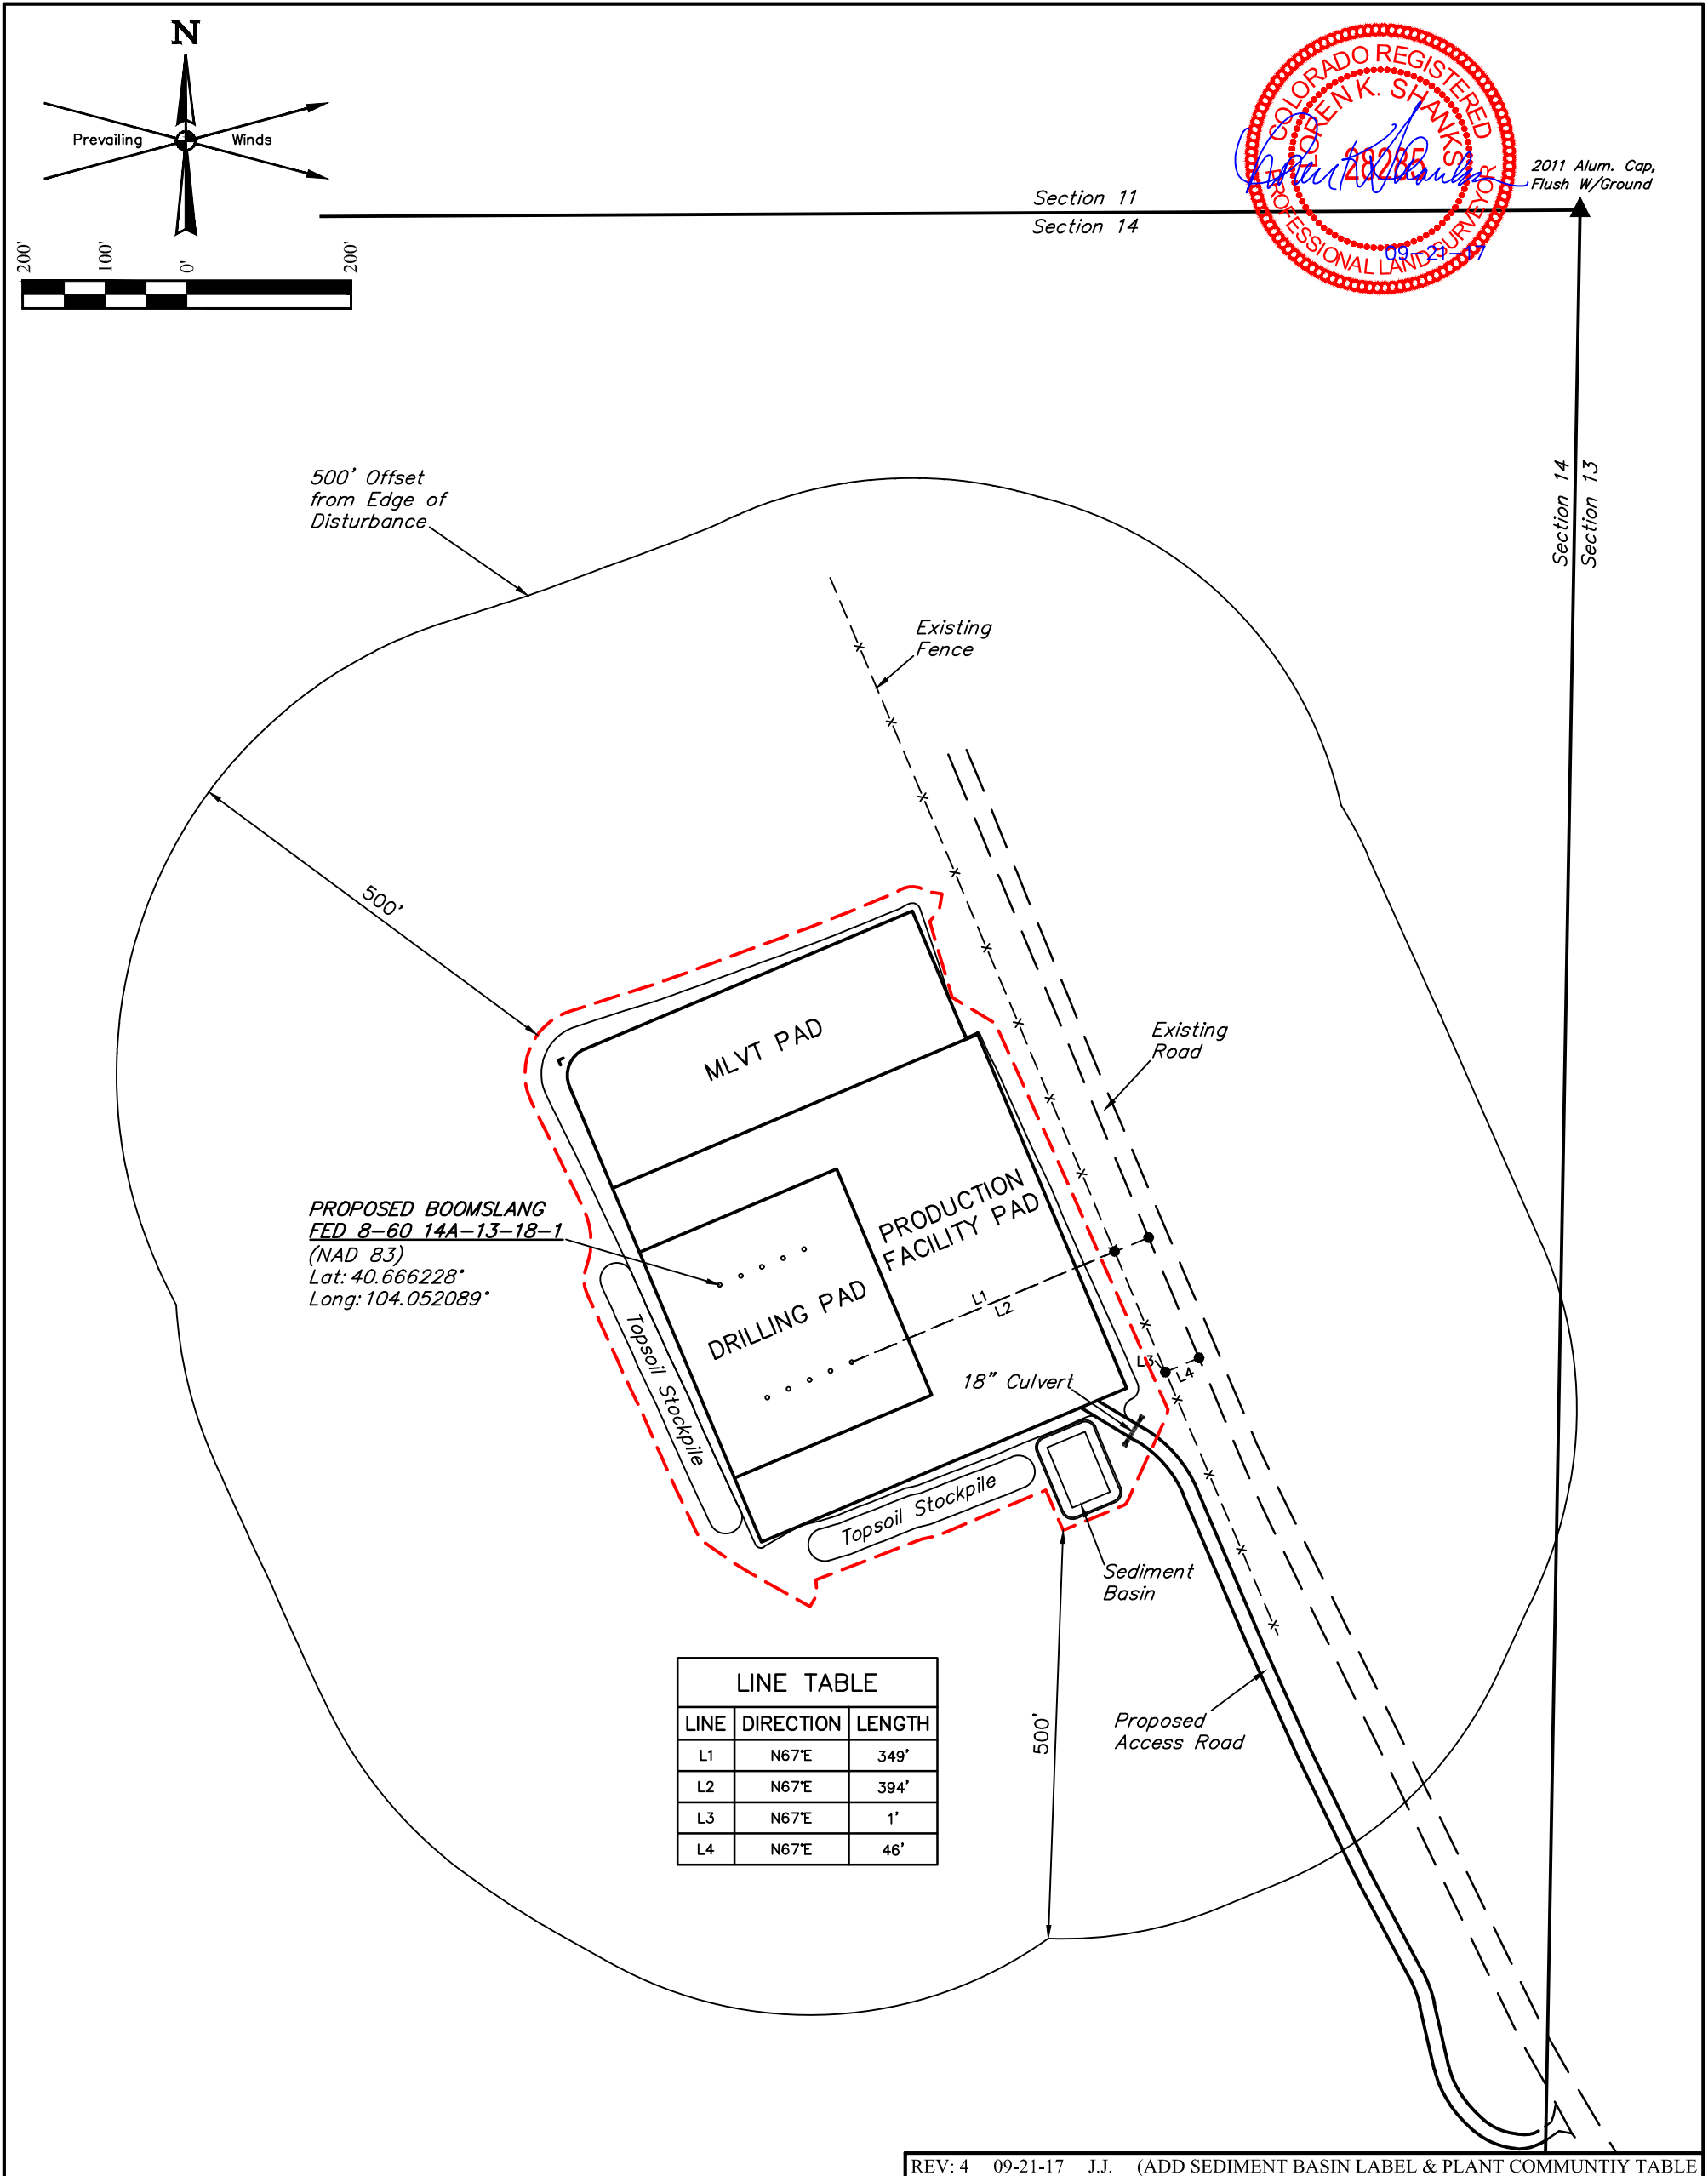 N
Prevailing Winds
200' 100' 0' 200'
COLORADO REGISTERED
LOREN K. SHANKS
28285
PROFESSIONAL LAND SURVEYOR
09-21-17
2011 Alum. Cap,
Flush W/Ground
Section 11
Section 14
Section 14
Section 13
500' Offset
from Edge of
Disturbance
Existing
Fence
500'
MLVT PAD
Existing
Road
PROPOSED BOOMSLANG
FED 8-60 14A-13-18-1
(NAD 83)
Lat: 40.666228°
Long: 104.052089°
PRODUCTION
FACILITY PAD
DRILLING PAD
L1
L2
L3
L4
18" Culvert
Topsoil Stockpile
Topsoil Stockpile
Sediment
Basin
500'
Proposed
Access Road
LINE TABLE
LINE DIRECTION LENGTH
L1 N67°E 349'
L2 N67°E 394'
L3 N67°E 1'
L4 N67°E 46'
REV: 4 09-21-17 J.J. (ADD SEDIMENT BASIN LABEL & PLANT COMMUNTIY TABLE